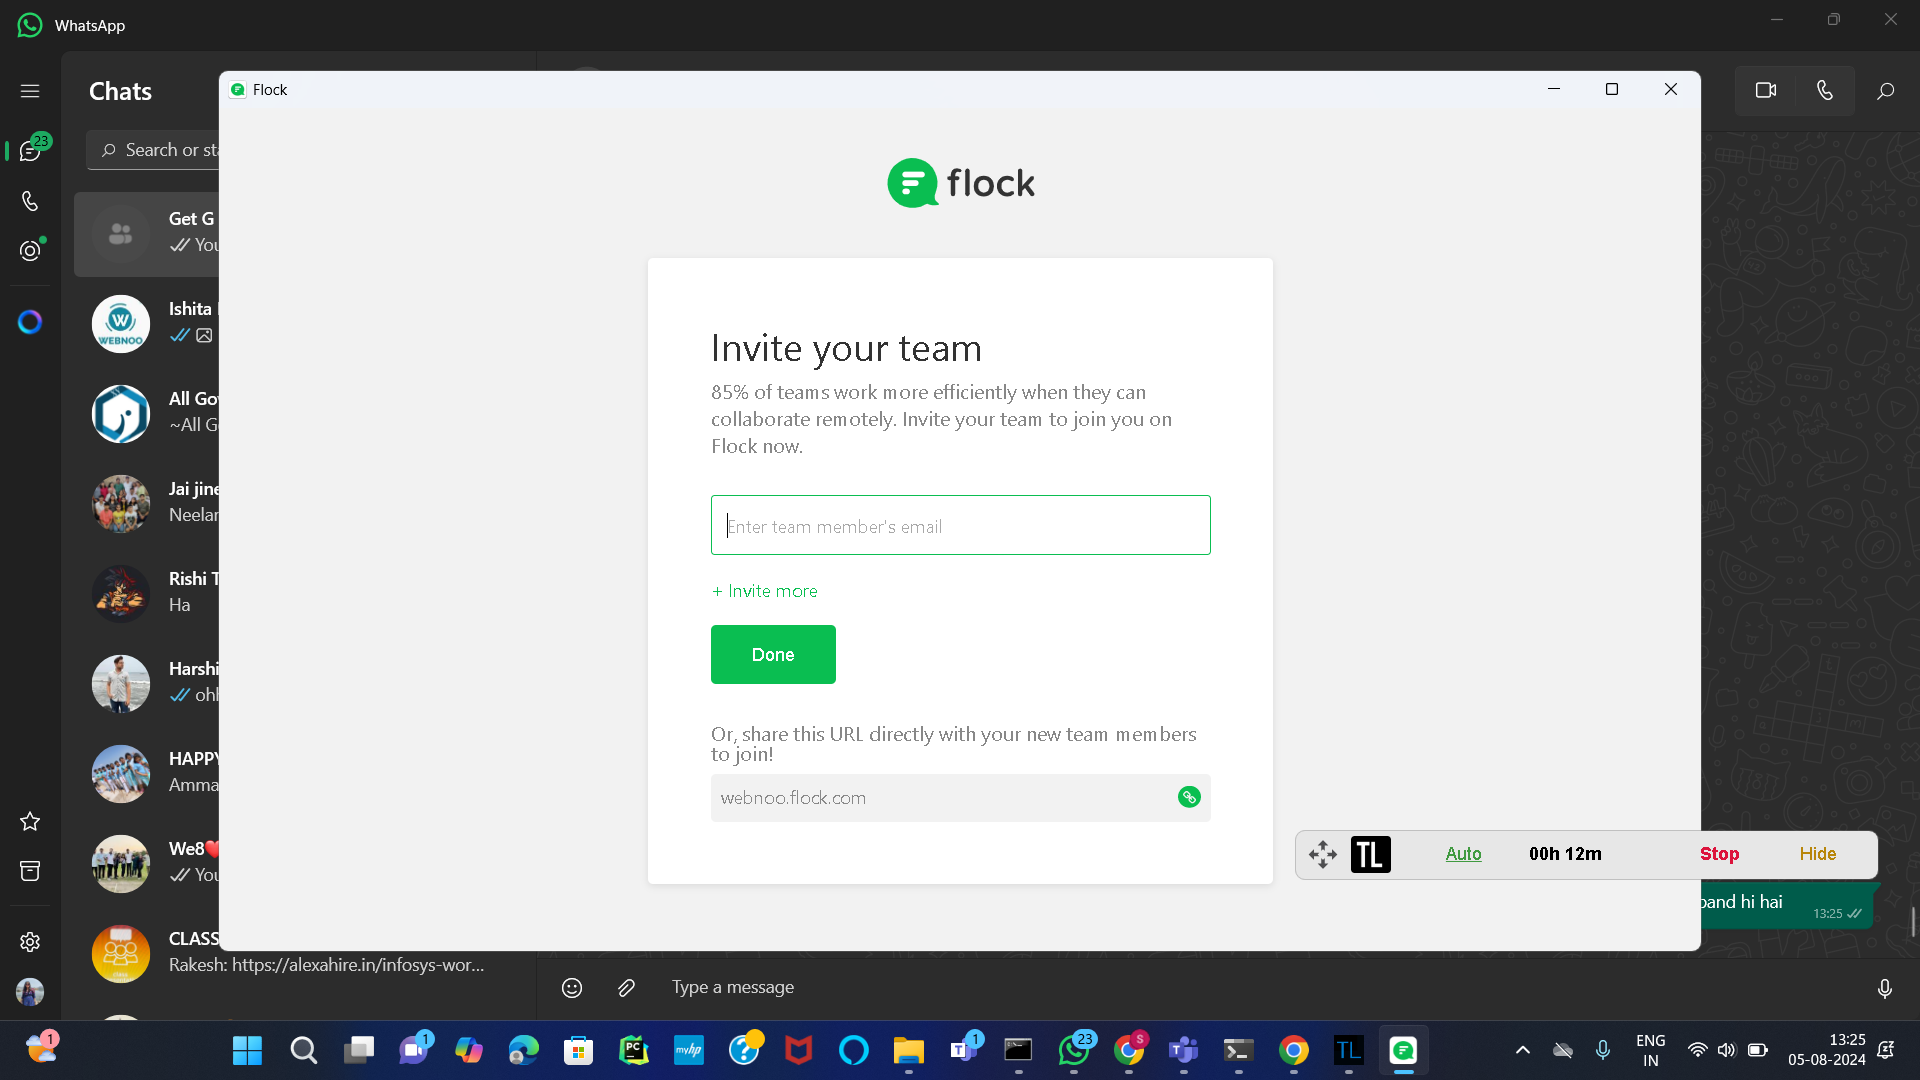 WhatsApp
Chats
23
Search or sta
Get G
You
Ishita
WEBNOO
All Go
~All G
Jai jine
Neelar
Rishi T
Ha
Harshi
ohh
HAPPY
Amma
We8❤
You
CLASS
Rakesh: https://alexahire.in/infosys-wor...
Flock
flock
Invite your team
85% of teams work more efficiently when they can
collaborate remotely. Invite your team to join you on
Flock now.
Enter team member's email
+ Invite more
Done
Or, share this URL directly with your new team members
to join!
webnoo.flock.com
TL Auto 00h 12m Stop Hide
band hi hai
13:25
Type a message
1
1
PC
myhp
1
23
S
TL
ENG
IN
13:25
05-08-2024